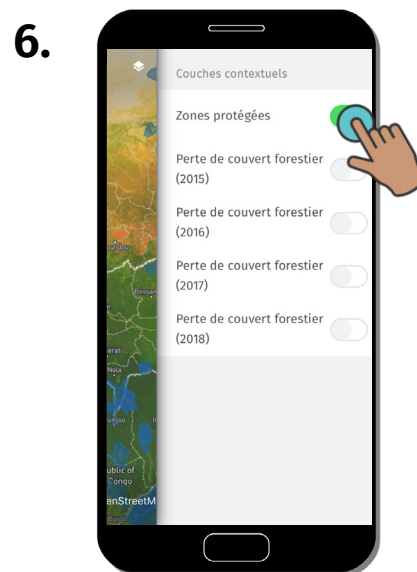 6.
Couches contextuels
Zones protégées
Perte de couvert forestier
(2015)
Perte de couvert forestier
(2016)
Perte de couvert forestier
(2017)
Perte de couvert forestier
(2018)
Bossan
Nola
ublic of
Congo
enStreetM